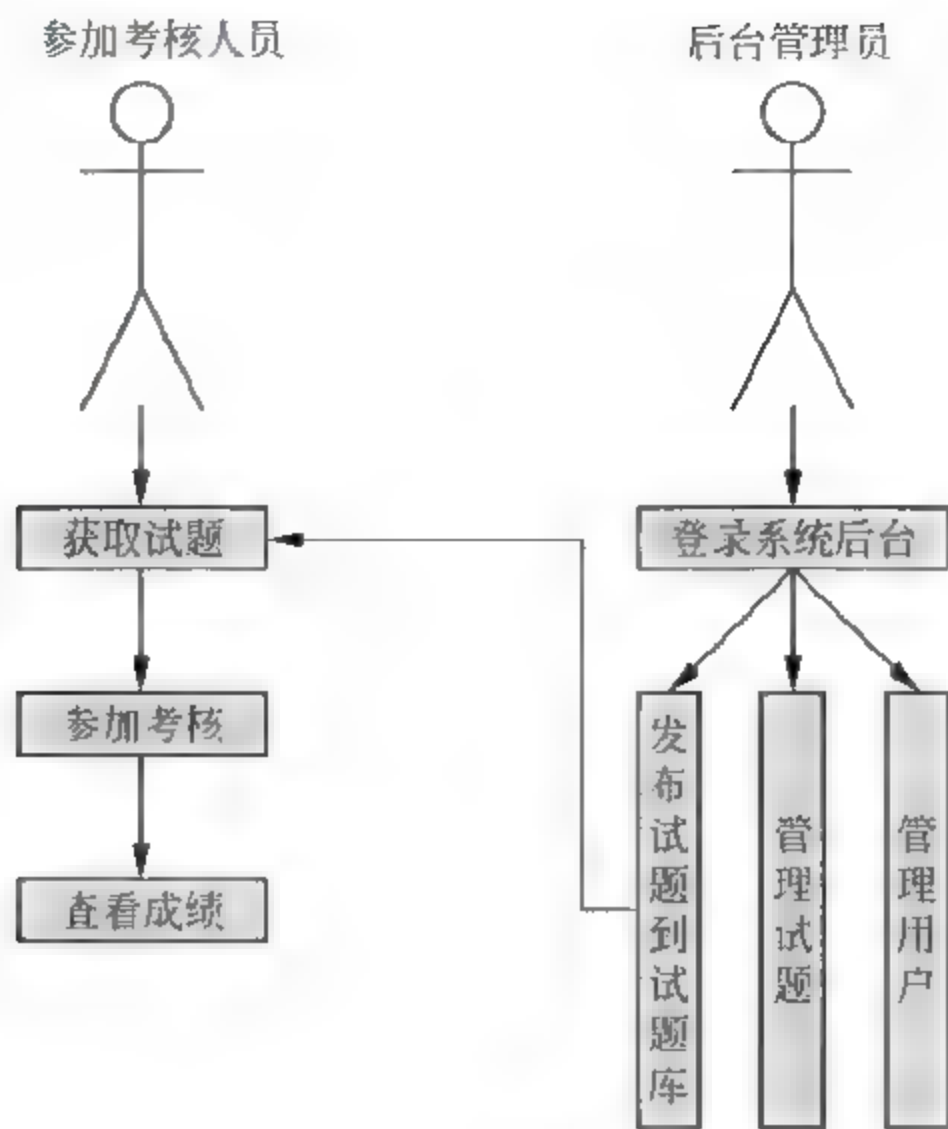 参加考核人员
后台管理员
获取试题
登录系统后台
参加考核
查看成绩
发布试题到试题库
管理试题
管理用户